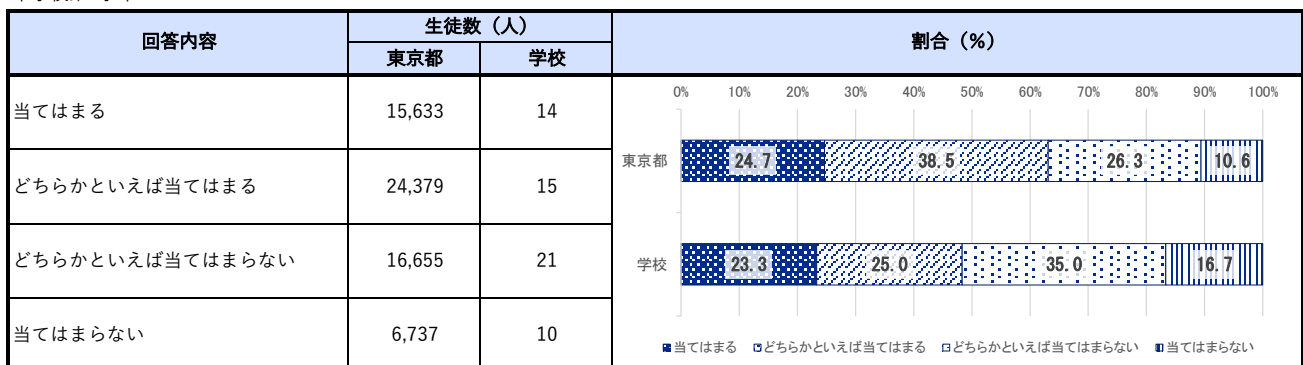 回答内容
生徒数（人）
割合（%）
東京都 学校
当てはまる 15,633 14
どちらかといえば当てはまる 24,379 15
どちらかといえば当てはまらない 16,655 21
当てはまらない 6,737 10
0% 10% 20% 30% 40% 50% 60% 70% 80% 90% 100%
東京都 24.7 38.5 26.3 10.6
学校 23.3 25.0 35.0 16.7
当てはまる どちらかといえば当てはまる どちらかといえば当てはまらない 当てはまらない